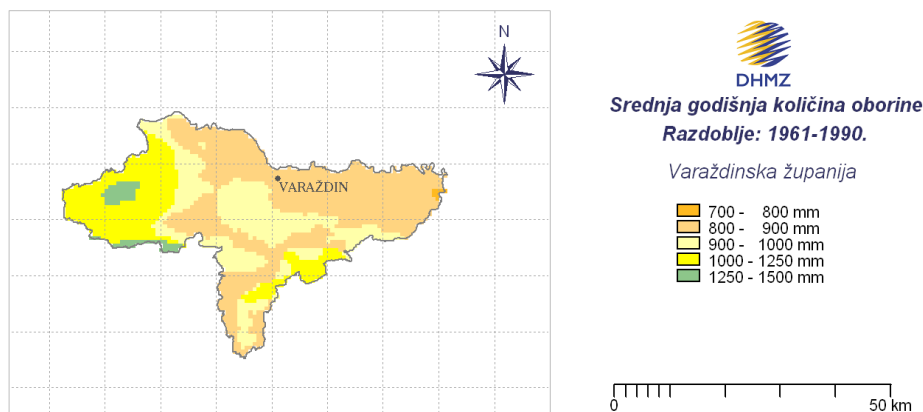 N
VARAŽDIN
DHMZ
Srednja godišnja količina oborine
Razdoblje: 1961-1990.
Varaždinska županija
700 - 800 mm
800 - 900 mm
900 - 1000 mm
1000 - 1250 mm
1250 - 1500 mm
0 50 km